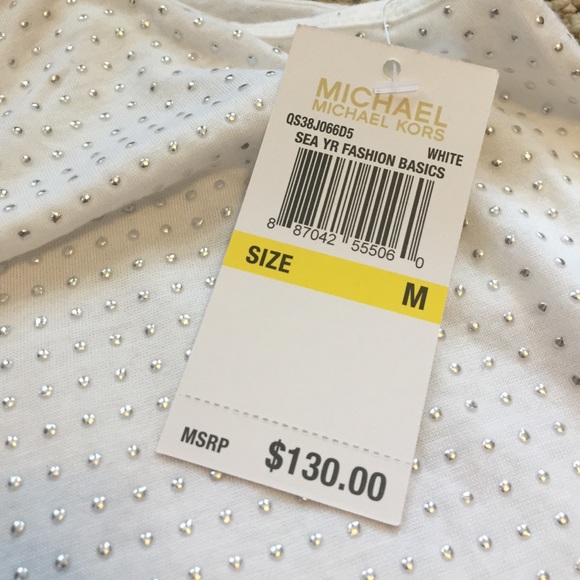 MICHAEL
MICHAEL KORS
QS38J066D5 WHITE
SEA YR FASHION BASICS
8 87042 55506 0
SIZE M
MSRP $130.00